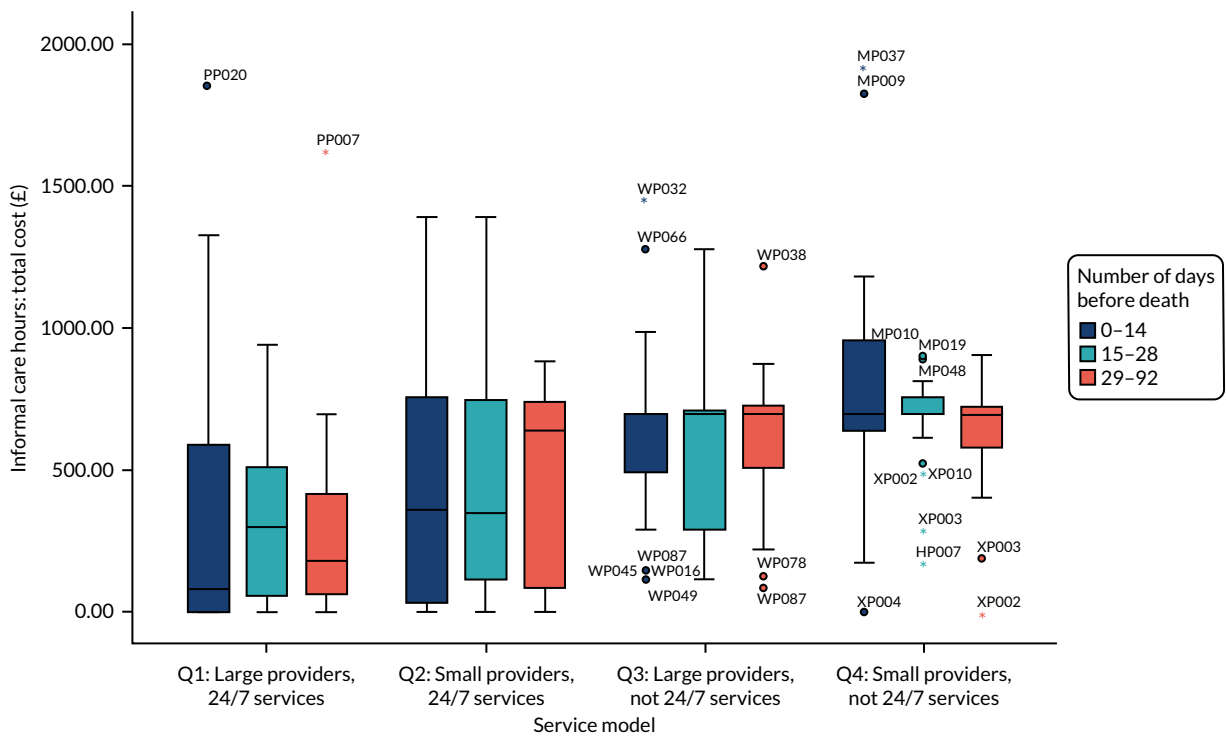 Informal care hours: total cost (£)
2000.00
1500.00
1000.00
500.00
0.00
PP020
PP007
WP032
WP066
WP038
WP087
WP045
WP016
WP049
WP078
WP087
MP037
MP009
MP010
MP019
MP048
XP002
XP010
XP003
HP007
XP003
XP004
XP002
Q1: Large providers,
24/7 services
Q2: Small providers,
24/7 services
Q3: Large providers,
not 24/7 services
Q4: Small providers,
not 24/7 services
Service model
Number of days
before death
0–14
15–28
29–92